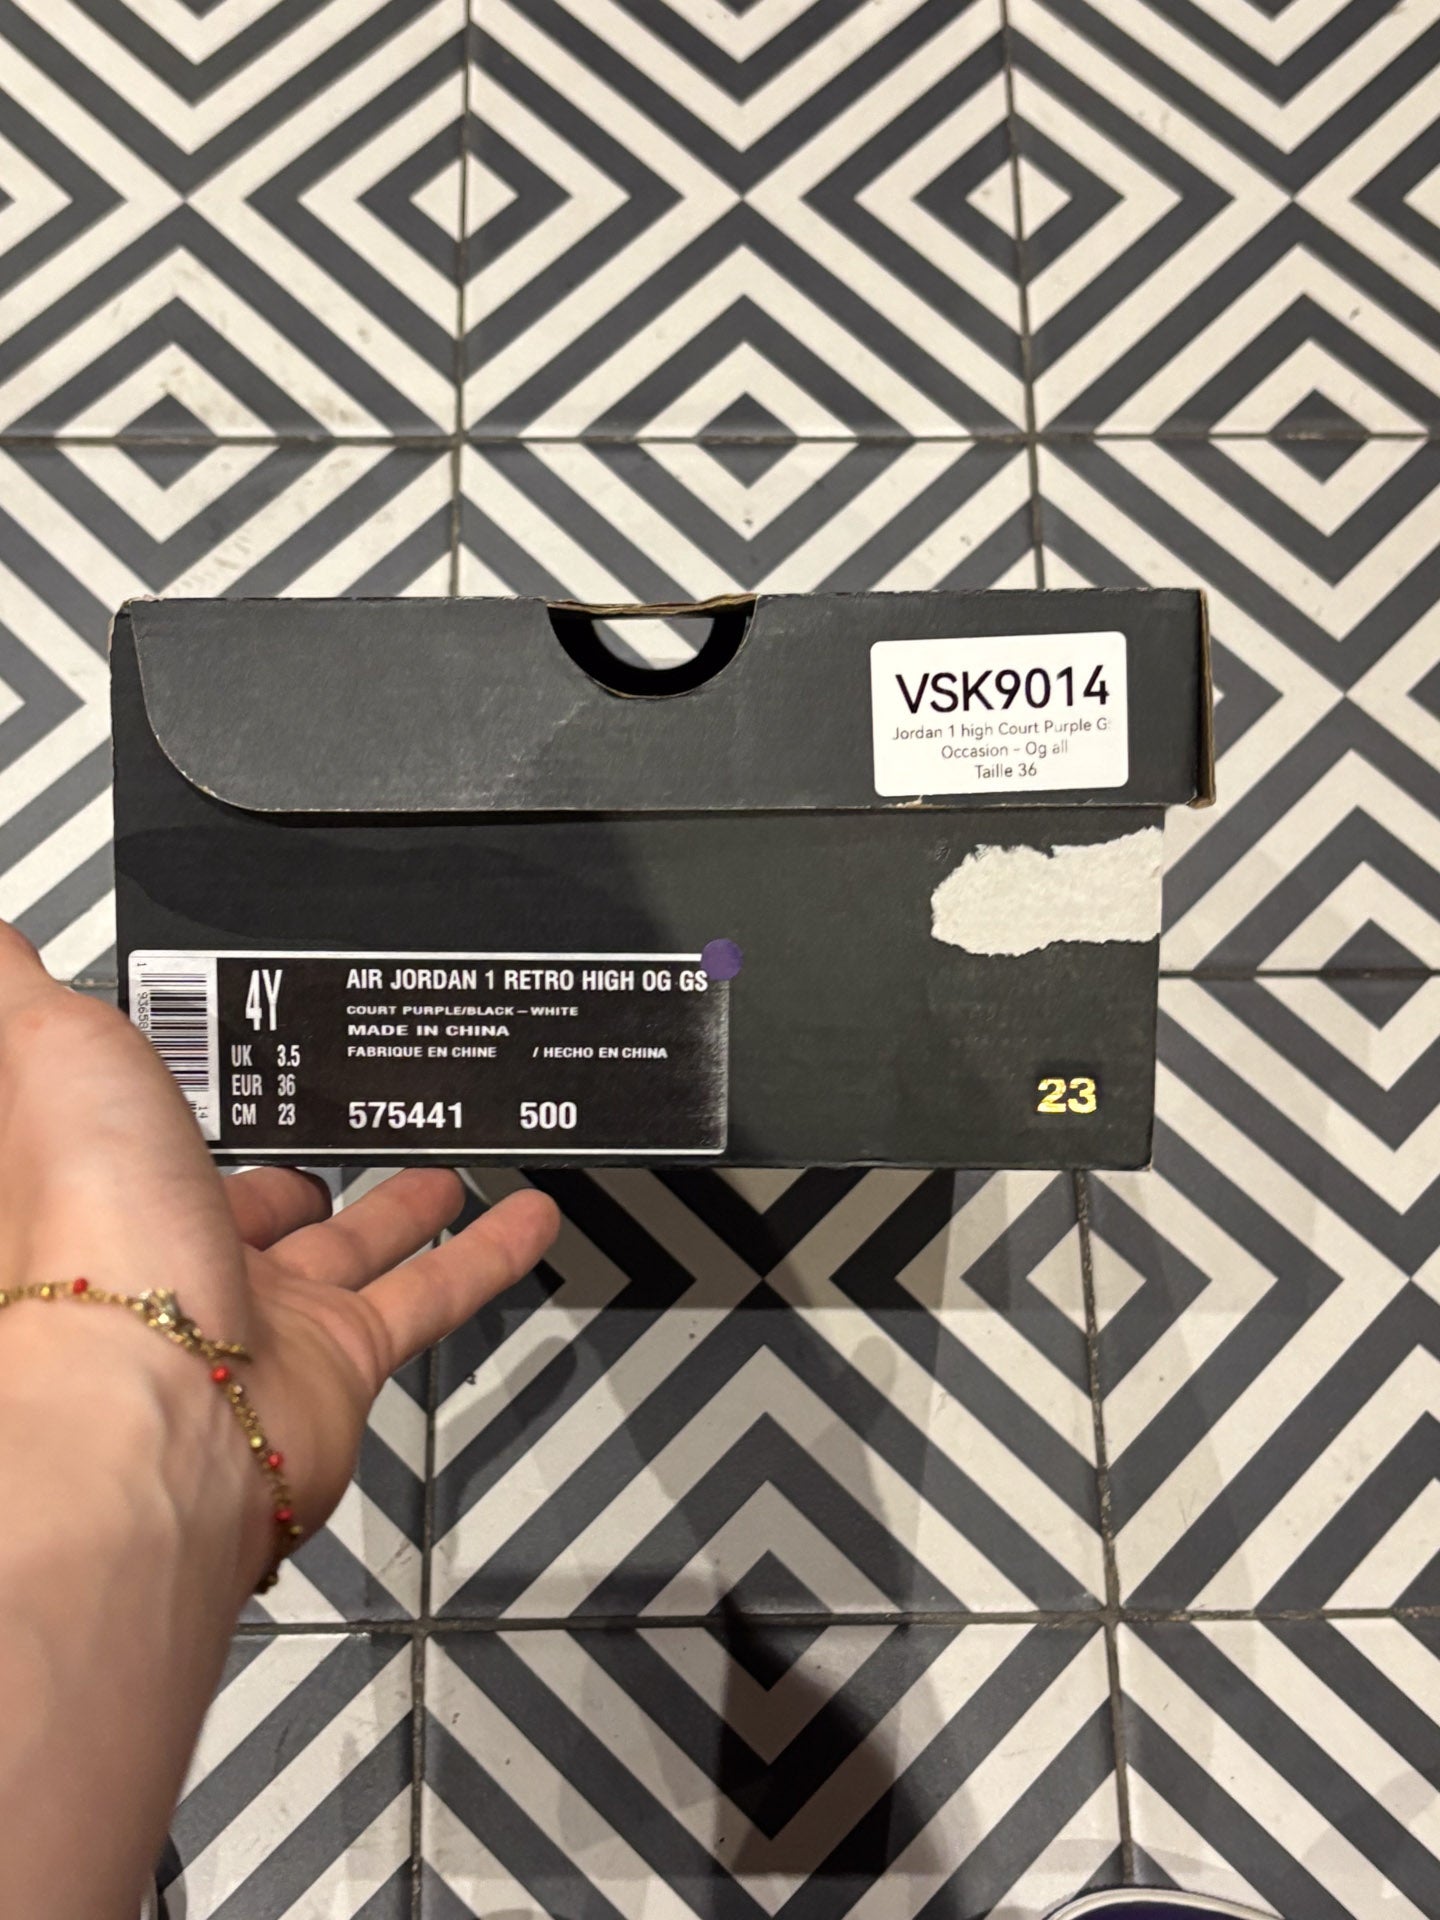 VSK9014
Jordan 1 high Court Purple G
Occasion - Og all
Taille 36
4Y
AIR JORDAN 1 RETRO HIGH OG GS
COURT PURPLE/BLACK – WHITE
MADE IN CHINA
UK 3.5
FABRIQUE EN CHINE / HECHO EN CHINA
EUR 36
CM 23
575441 500
23
1
14